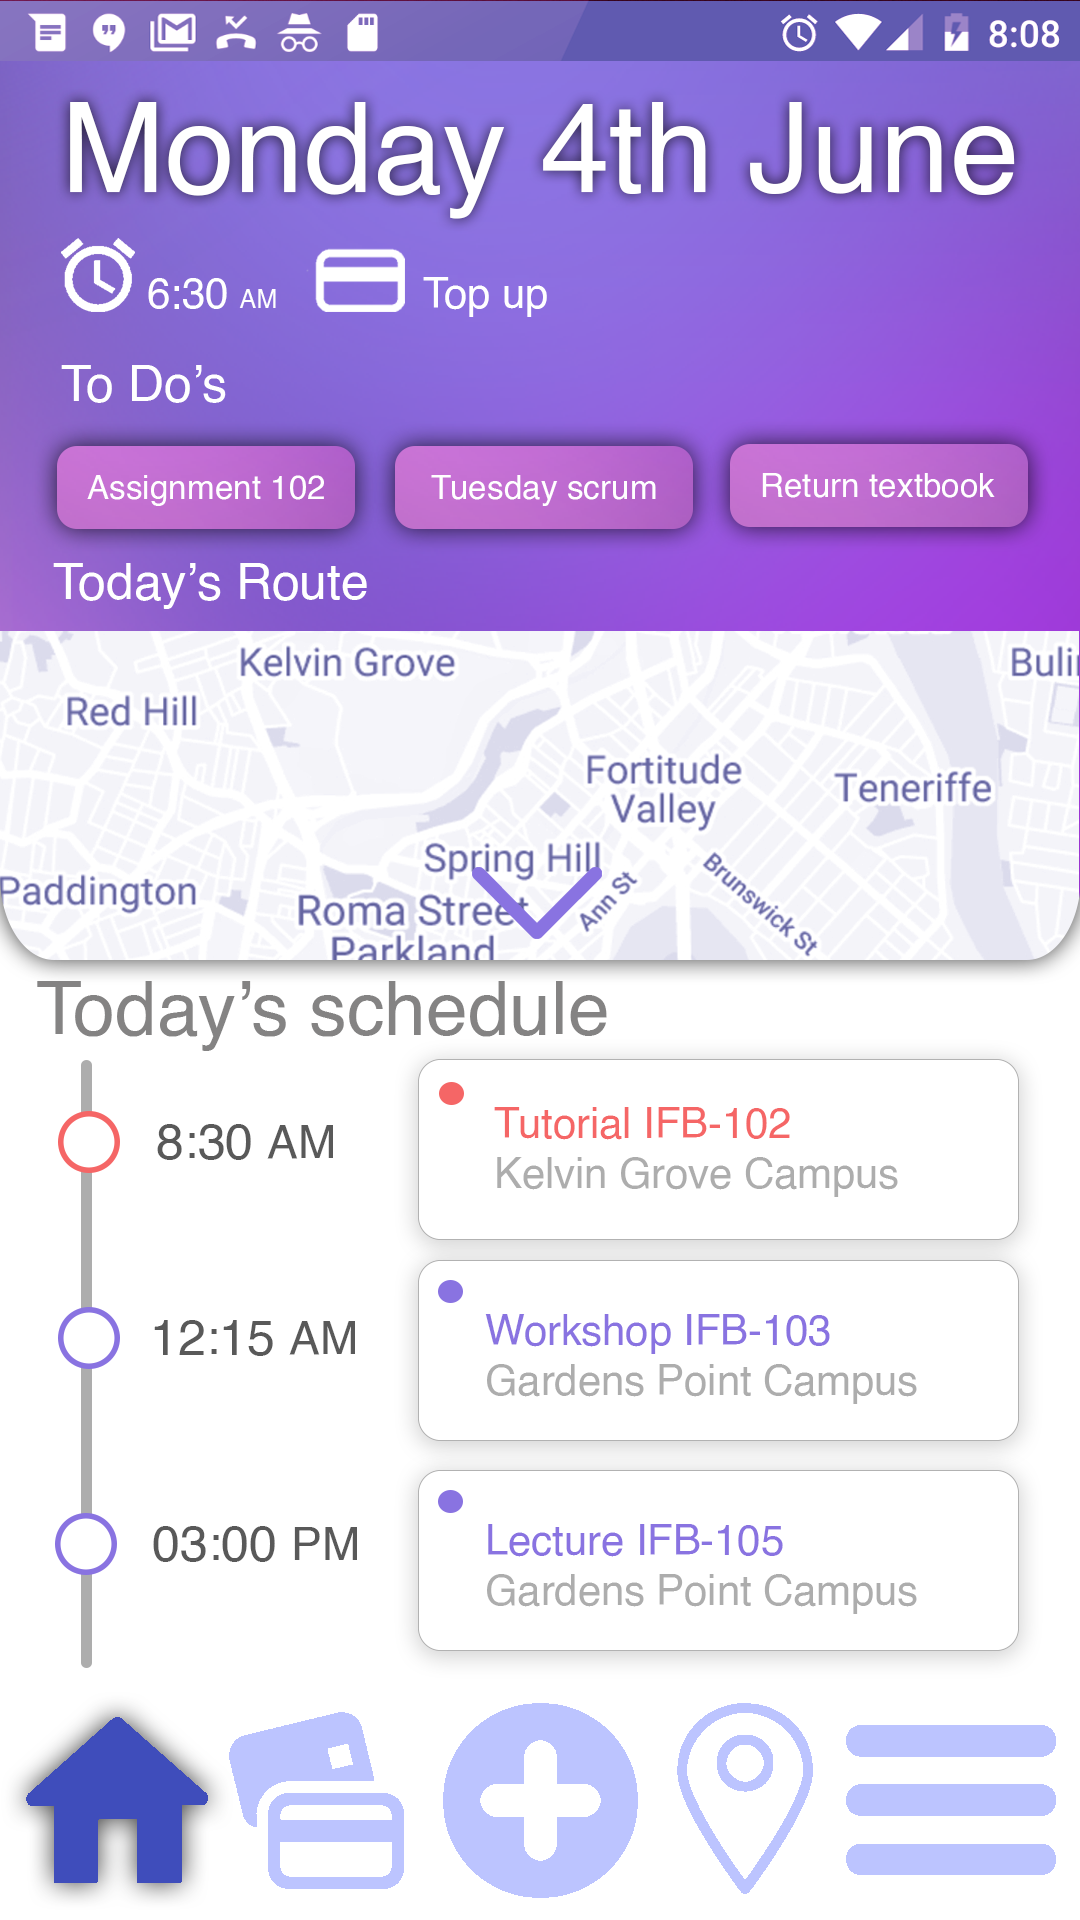 8:08
Monday 4th June
6:30 AM
Top up
To Do's
Assignment 102
Tuesday scrum
Return textbook
Today's Route
Kelvin Grove
Red Hill
Fortitude
Valley
Teneriffe
Spring Hill
Paddington
Roma Street
Parkland
Ann St
Brunswick St
Today's schedule
8:30 AM
Tutorial IFB-102
Kelvin Grove Campus
12:15 AM
Workshop IFB-103
Gardens Point Campus
03:00 PM
Lecture IFB-105
Gardens Point Campus